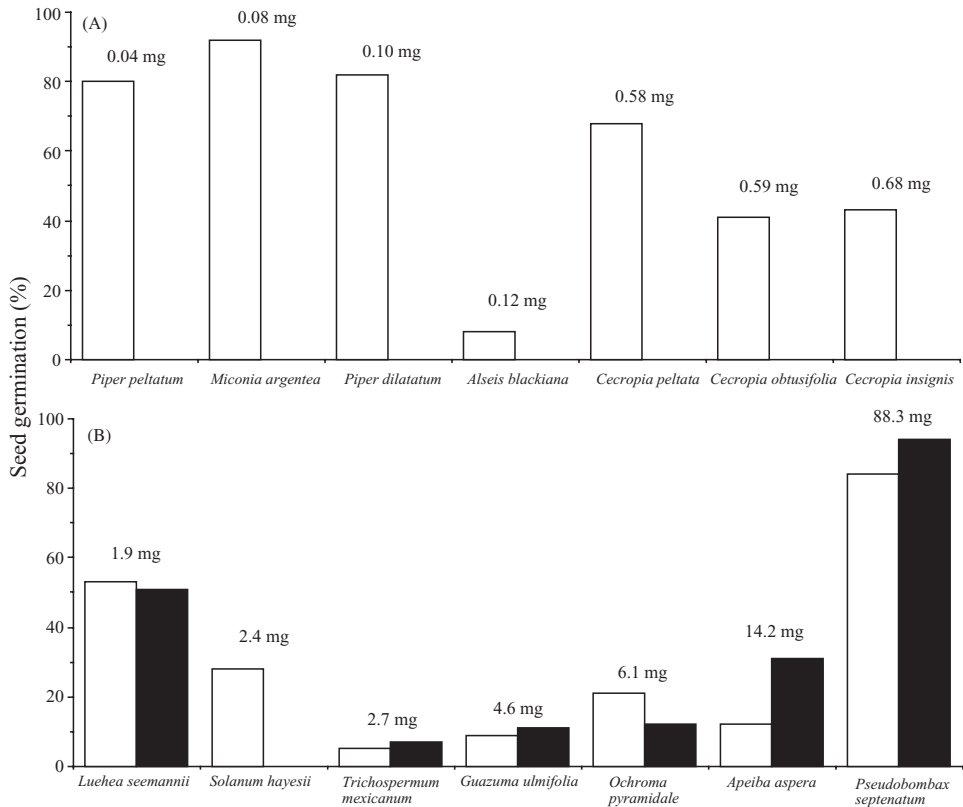 Seed germination (%)
(A)
100
80
60
40
20
0
0.04 mg
0.08 mg
0.10 mg
0.12 mg
0.58 mg
0.59 mg
0.68 mg
Piper peltatum
Miconia argentea
Piper dilatatum
Alseis blackiana
Cecropia peltata
Cecropia obtusifolia
Cecropia insignis
(B)
100
80
60
40
20
0
1.9 mg
2.4 mg
2.7 mg
4.6 mg
6.1 mg
14.2 mg
88.3 mg
Luehea seemannii
Solanum hayesii
Trichospermum
mexicanum
Guazuma ulmifolia
Ochroma
pyramidale
Apeiba aspera
Pseudobombax
septenatum